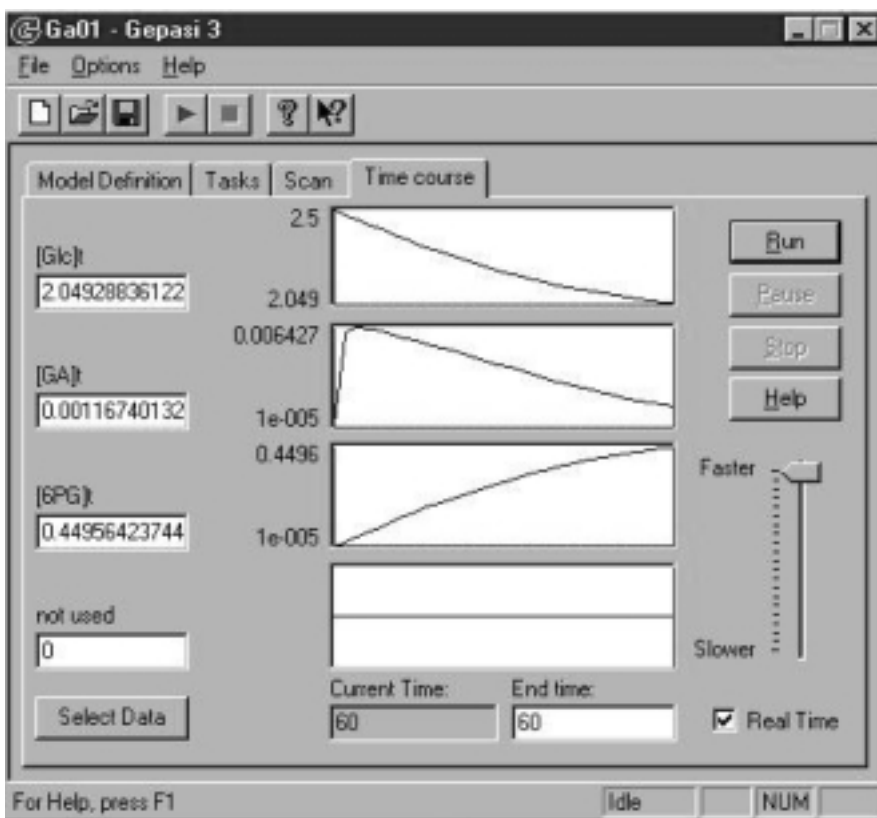 Ga01 - Gepasi 3
File Options Help
Model Definition Tasks Scan Time course
[Glc]t
2.04928836122
2.5
2.049
[GA]t
0.00116740132
0.006427
1e-005
[6PG]t
0.44956423744
0.4496
1e-005
not used
0
Select Data
Current Time:
60
End time:
60
Run
Pause
Stop
Help
Faster
Slower
Real Time
For Help, press F1
Idle
NUM